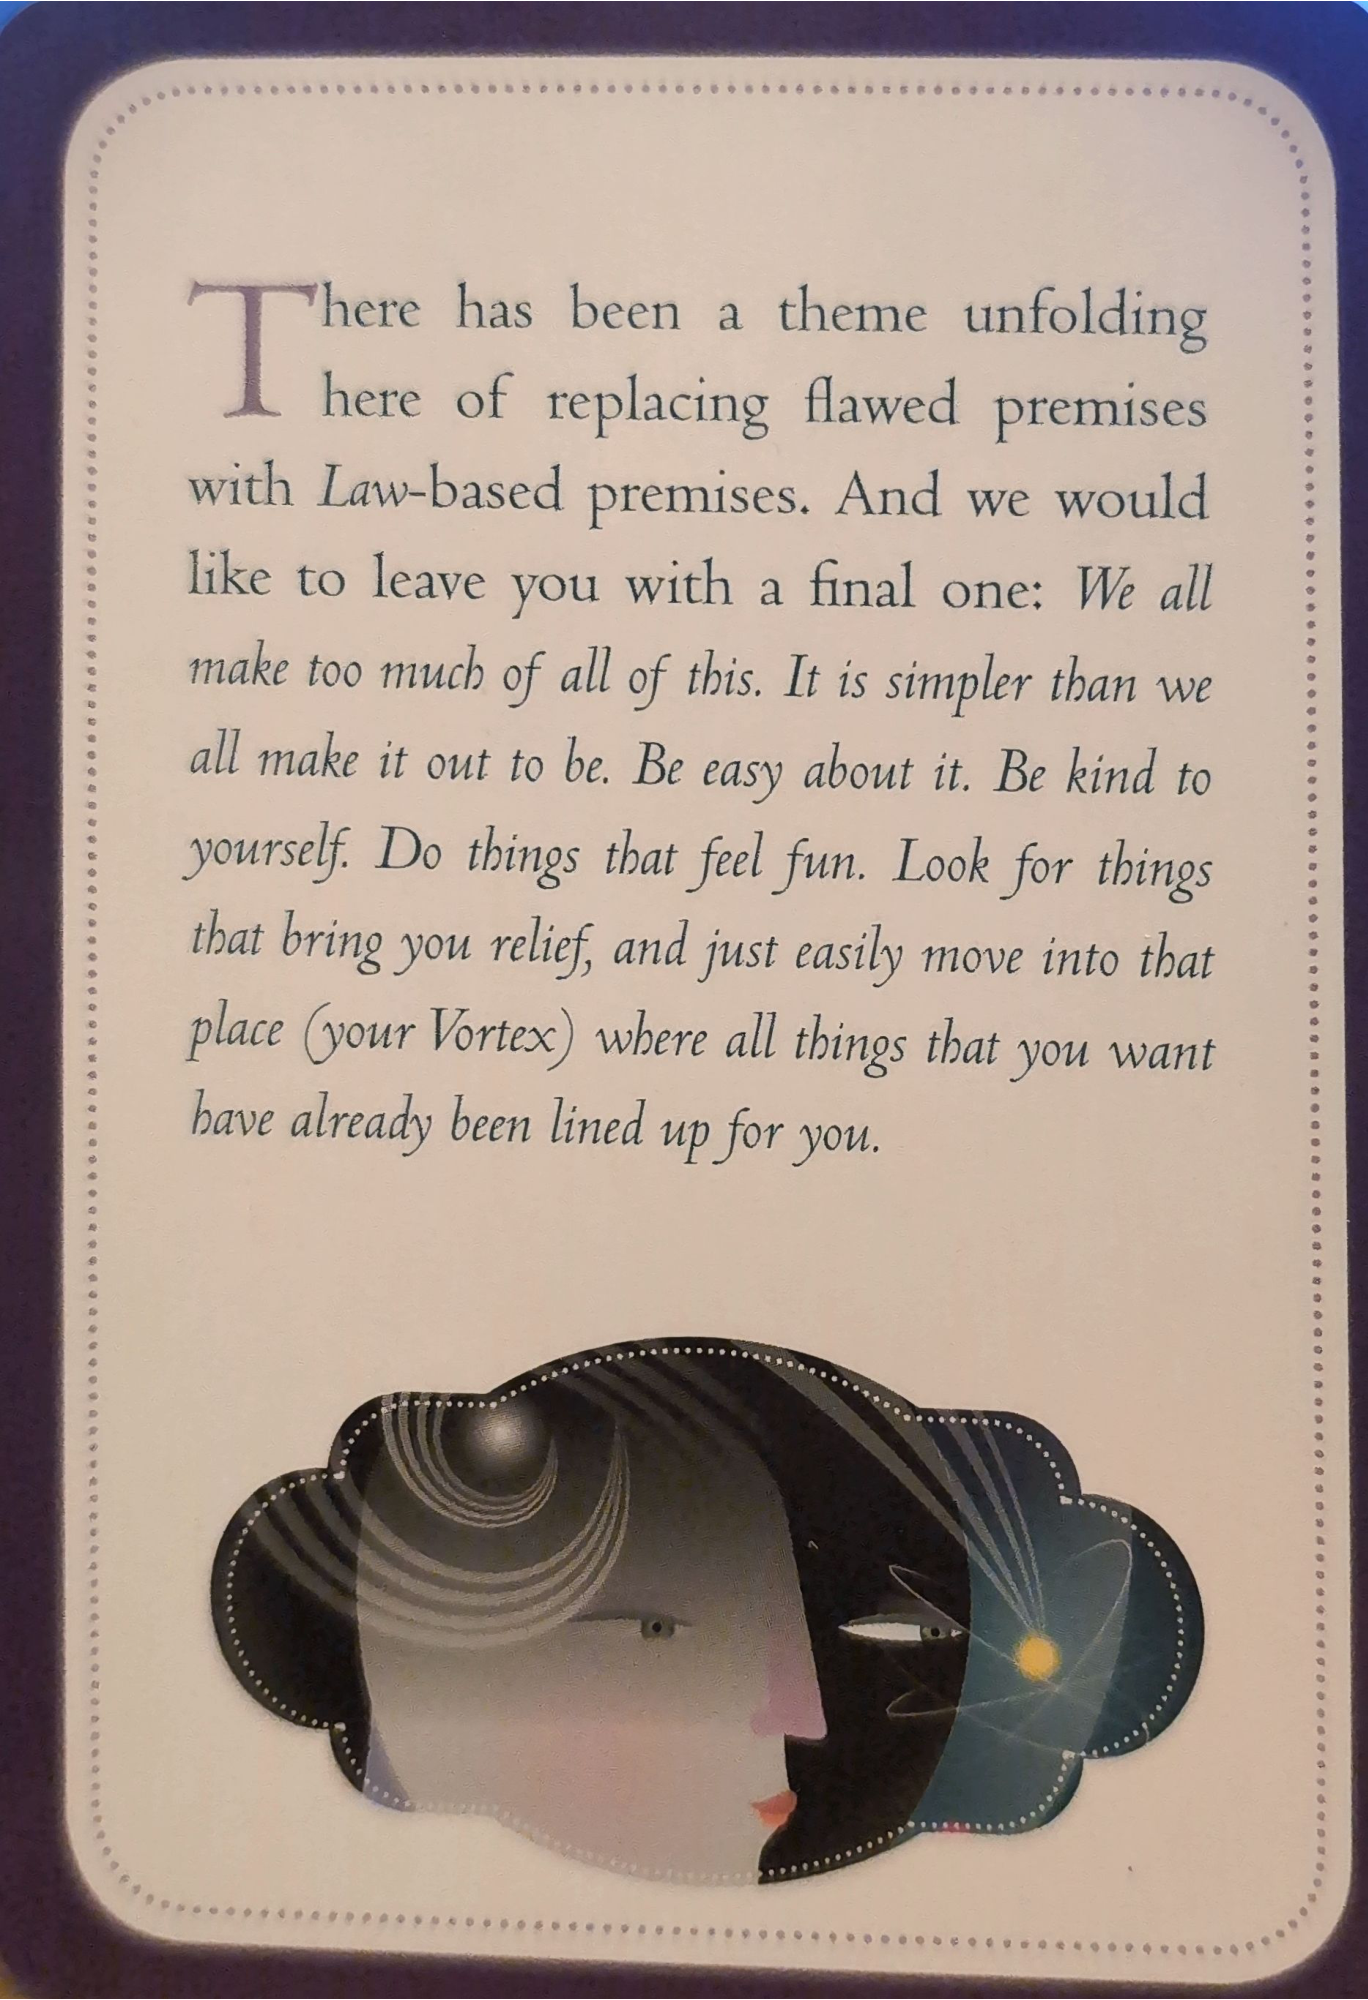 There has been a theme unfolding
here of replacing flawed premises
with Law-based premises. And we would
like to leave you with a final one: We all
make too much of all of this. It is simpler than we
all make it out to be. Be easy about it. Be kind to
yourself. Do things that feel fun. Look for things
that bring you relief, and just easily move into that
place (your Vortex) where all things that you want
have already been lined up for you.